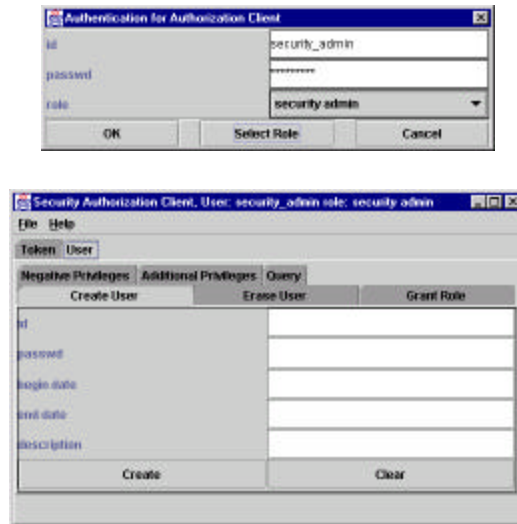 Authentication for Authorization Client
id security_admin
passwd *********
role security admin
OK Select Role Cancel
Security Authorization Client, User: security_admin role: security admin
File Help
Token User
Negative Privileges Additional Privileges Query
Create User Erase User Grant Role
id
passwd
begin date
end date
description
Create Clear